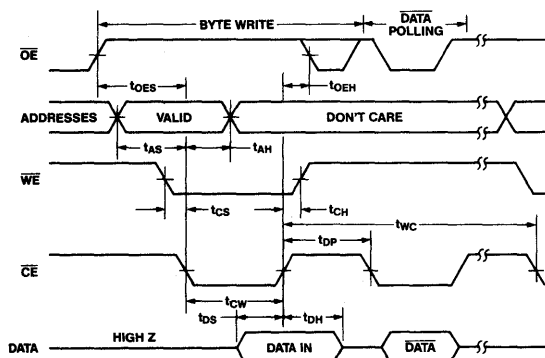 BYTE WRITE
DATA
POLLING
OE
tOES
tOEH
ADDRESSES
VALID
DON'T CARE
tAS
tAH
WE
tCS
tCH
tWC
tDP
CE
tCW
tDS
tDH
DATA
HIGH Z
DATA IN
DATA